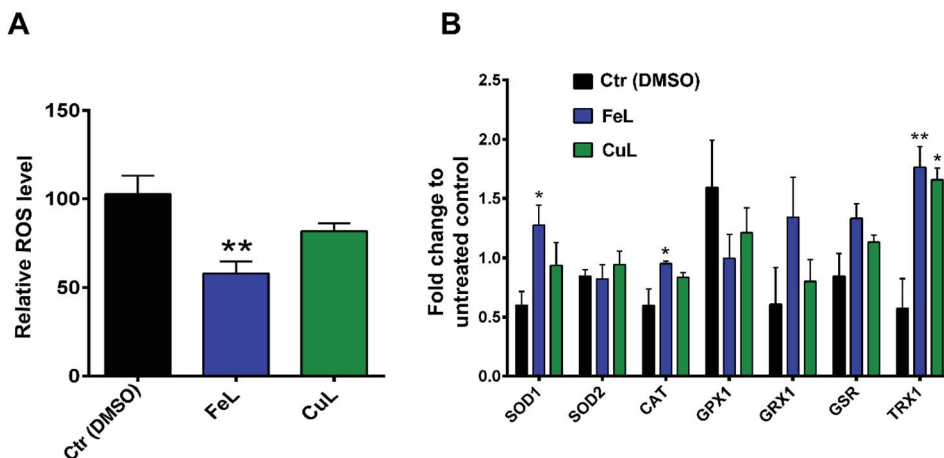 A
Relative ROS level
150
100
50
0
**
Ctr (DMSO)
FeL
CuL
B
Fold change to
untreated control
2.5
2.0
1.5
1.0
0.5
0.0
Ctr (DMSO)
FeL
CuL
*
*
**
*
SOD1
SOD2
CAT
GPX1
GRX1
GSR
TRX1